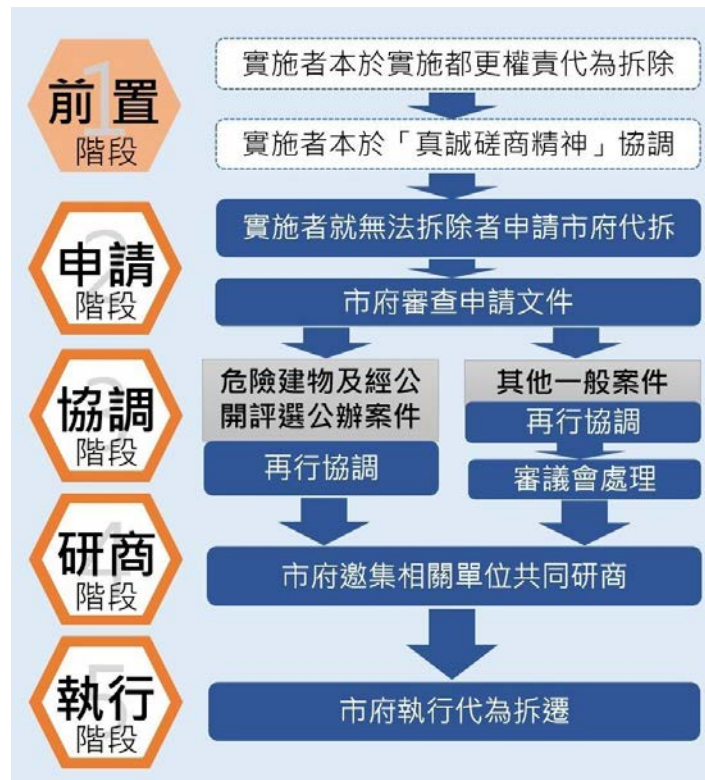 1
前置
階段
實施者本於實施都更權責代為拆除
實施者本於「真誠磋商精神」協調
2
申請
階段
實施者就無法拆除者申請市府代拆
市府審查申請文件
3
協調
階段
危險建物及經公
開評選公辦案件
再行協調
其他一般案件
再行協調
審議會處理
4
研商
階段
市府邀集相關單位共同研商
5
執行
階段
市府執行代為拆遷